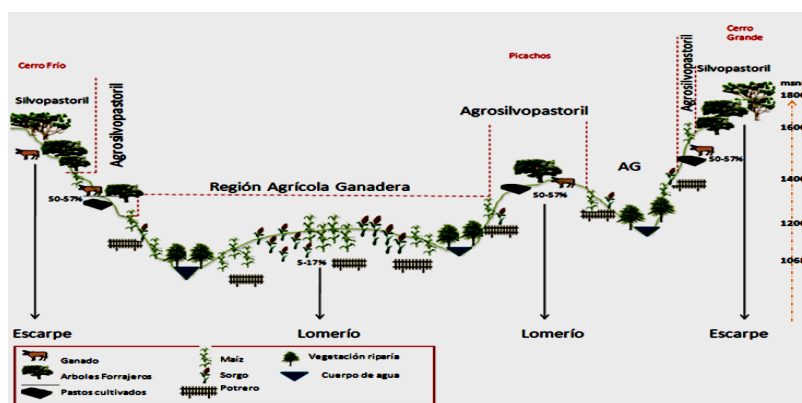 Cerro Frío
Silvopastoril
Agrosilvopastoril
50-57%
Región Agrícola Ganadera
5-17%
Picachos
Agrosilvopastoril
50-57%
AG
Agrosilvopastoril
Cerro
Grande
Silvopastoril
50-57%
1800
1600
1400
1200
Escarpe
Lomerío
Lomerío
Escarpe
Ganado
Arboles Forrajeros
Pastos cultivados
Maíz
Sorgo
Potrero
Vegetación riparía
Cuerpo de agua